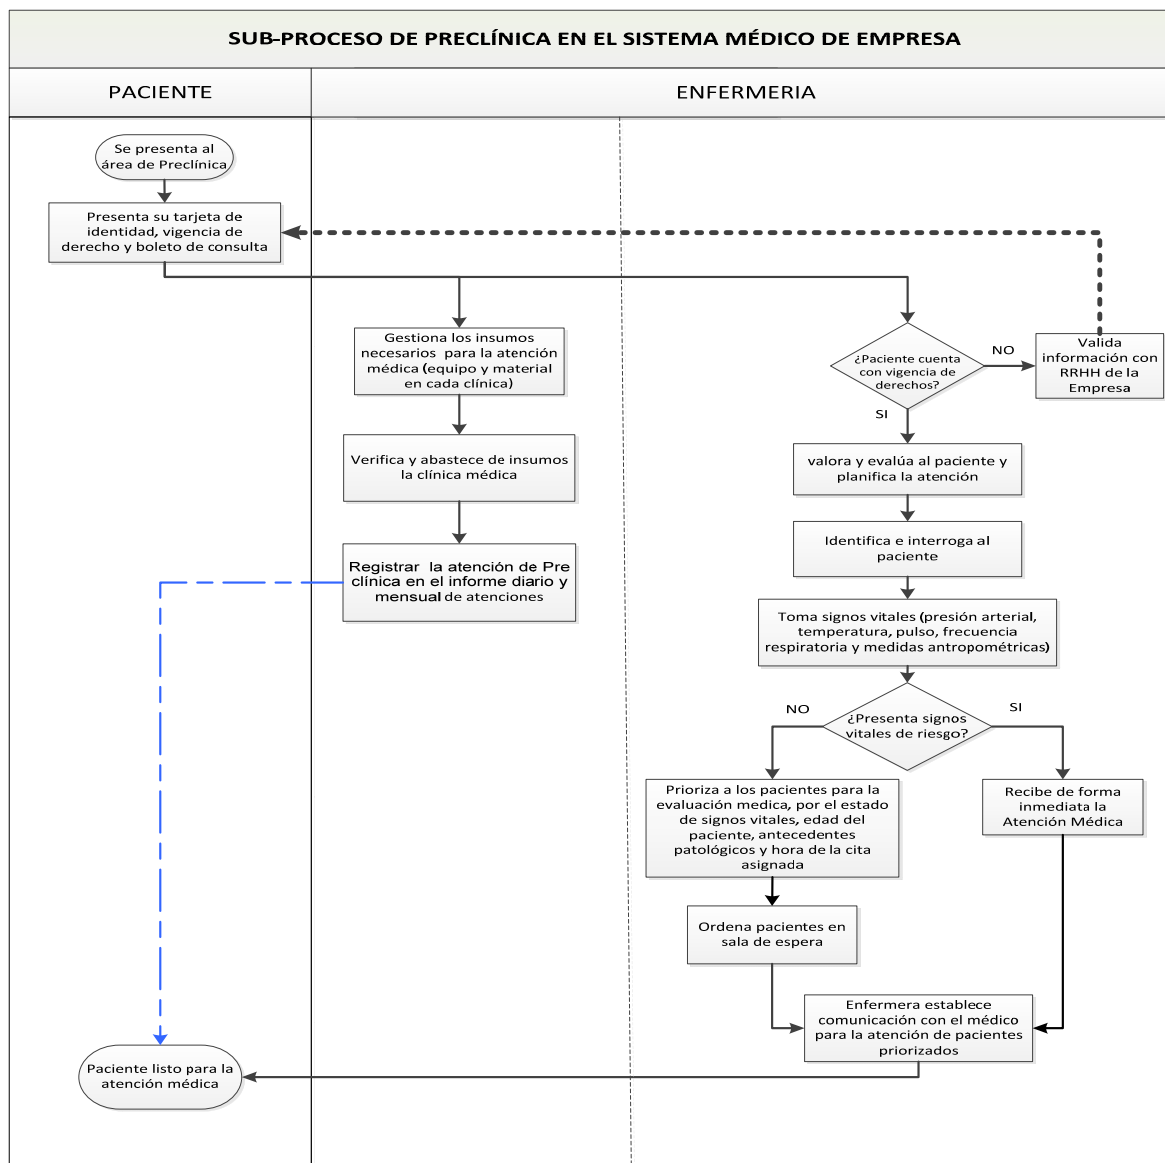 SUB-PROCESO DE PRECLÍNICA EN EL SISTEMA MÉDICO DE EMPRESA
PACIENTE
ENFERMERIA
Se presenta al
área de Preclínica
Presenta su tarjeta de
identidad, vigencia de
derecho y boleto de consulta
Gestiona los insumos
necesarios para la atención
médica (equipo y material
en cada clínica)
¿Paciente cuenta
con vigencia de
derechos?
NO
Valida
información con
RRHH de la
Empresa
SI
Verifica y abastece de insumos
la clínica médica
valora y evalúa al paciente y
planifica la atención
Identifica e interroga al
paciente
Registrar la atención de Pre
clínica en el informe diario y
mensual de atenciones
Toma signos vitales (presión arterial,
temperatura, pulso, frecuencia
respiratoria y medidas antropométricas)
¿Presenta signos
vitales de riesgo?
NO
SI
Prioriza a los pacientes para la
evaluación medica, por el estado
de signos vitales, edad del
paciente, antecedentes
patológicos y hora de la cita
asignada
Recibe de forma
inmediata la
Atención Médica
Ordena pacientes en
sala de espera
Enfermera establece
comunicación con el médico
para la atención de pacientes
priorizados
Paciente listo para la
atención médica